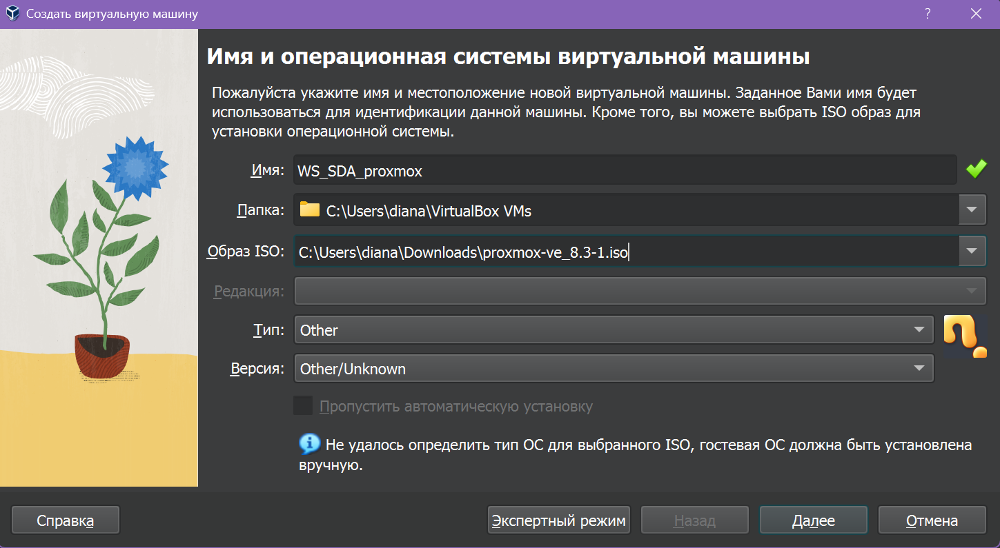 Создать виртуальную машину
?
Имя и операционная системы виртуальной машины
Пожалуйста укажите имя и местоположение новой виртуальной машины. Заданное Вами имя будет
использоваться для идентификации данной машины. Кроме того, вы можете выбрать ISO образ для
установки операционной системы.
Имя: WS_SDA_proxmox
Папка: C:\Users\diana\VirtualBox VMs
Образ ISO: C:\Users\diana\Downloads\proxmox-ve_8.3-1.iso
Редакция:
Тип: Other
Версия: Other/Unknown
Пропустить автоматическую установку
Не удалось определить тип ОС для выбранного ISO, гостевая ОС должна быть установлена
вручную.
Справка Экспертный режим Назад Далее Отмена